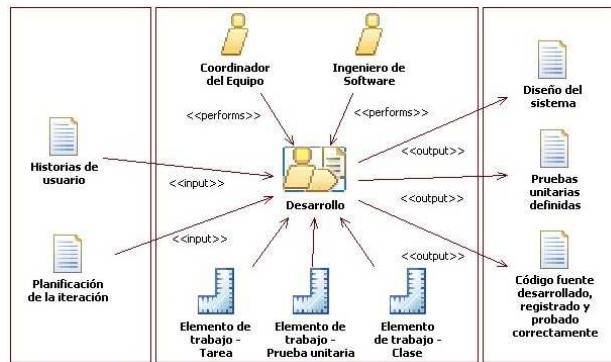 Coordinador
del Equipo
Ingeniero de
Software
<<performs>>
<<performs>>
Historias de
usuario
<<input>>
Planificación
de la iteración
<<input>>
Desarrollo
Elemento de
trabajo -
Tarea
Elemento de
trabajo -
Prueba unitaria
Elemento
de trabajo -
Clase
<<output>>
Diseño del
sistema
<<output>>
Pruebas
unitarias
definidas
<<output>>
Código fuente
desarrollado,
registrado y
probado
correctamente